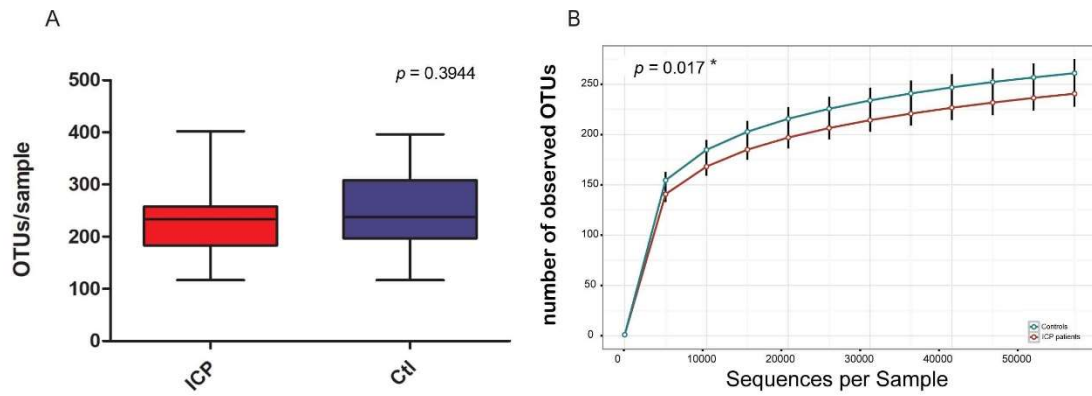 A
p = 0.3944
500
400
300
200
100
0
OTUs/sample
ICP
Ctl
B
p = 0.017 *
250
200
150
100
50
0
number of observed OTUs
Controls
ICP patients
0 10000 20000 30000 40000 50000
Sequences per Sample